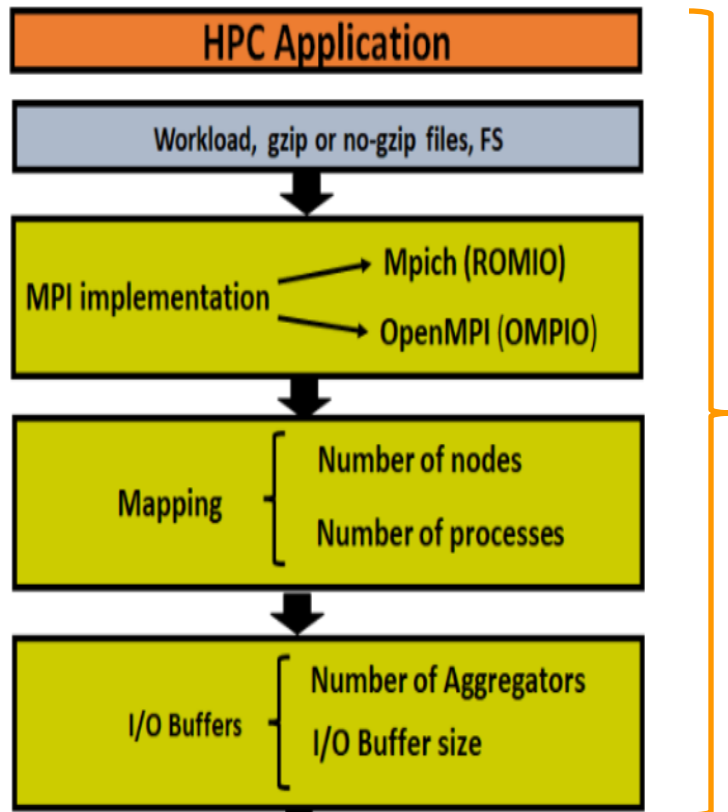 HPC Application
Workload, gzip or no-gzip files, FS
MPI implementation
Mpich (ROMIO)
OpenMPI (OMPIO)
Mapping
Number of nodes
Number of processes
I/O Buffers
Number of Aggregators
I/O Buffer size